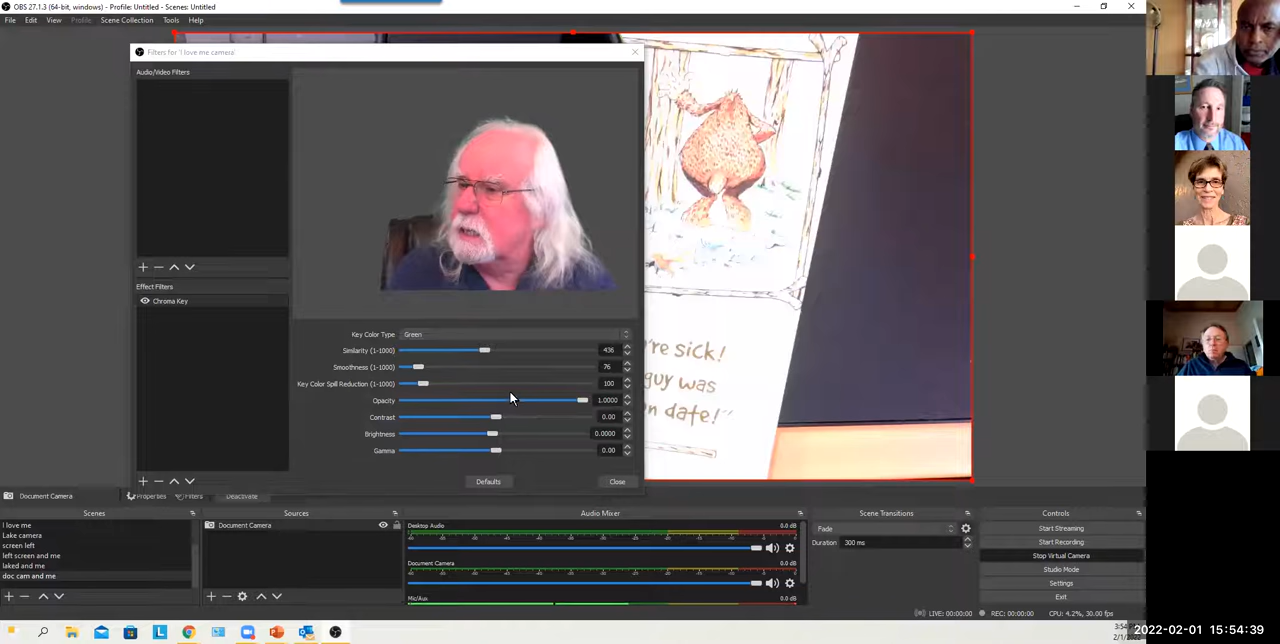 OBS 27.1.3 (64-bit, windows) - Profile: Untitled - Scenes: Untitled
File Edit View Profile Scene Collection Tools Help
Filters for 'I love me camera'
Audio/Video Filters
Effect Filters
Chroma Key
Key Color Type Green
Similarity (1-1000) 436
Smoothness (1-1000) 76
Key Color Spill Reduction (1-1000) 100
Opacity 1.0000
Contrast 0.00
Brightness 0.0000
Gamma 0.00
Defaults Close
're sick!
guy was
n date!"
Document Camera Properties Filters Deactivate
Scenes
I love me
Lake camera
screen left
left screen and me
laked and me
doc cam and me
Sources
Document Camera
Audio Mixer
Desktop Audio 0.0 dB
Document Camera 0.0 dB
Mic/Aux 0.0 dB
Scene Transitions
Fade
Duration 300 ms
Controls
Start Streaming
Start Recording
Stop Virtual Camera
Studio Mode
Settings
Exit
LIVE: 00:00:00 REC: 00:00:00 CPU: 4.2%, 30.00 fps
3:54 P
2/1/
2022-02-01 15:54:39